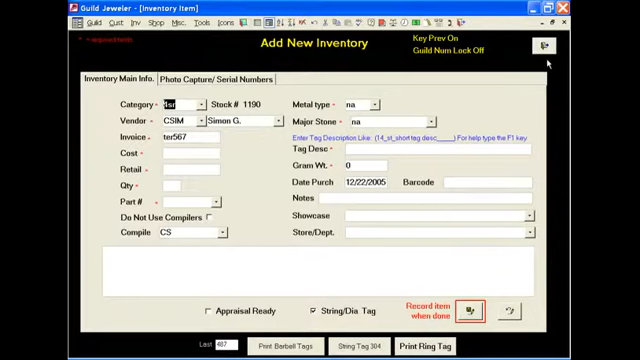 Guild Jeweler - [Inventory Item]
Guild Cust Inv Shop CSIM Tools Window Help
* = required items
Add New Inventory
Key Prev On
Guild Num Lock Off
Inventory Main Info. Photo Capture/ Serial Numbers
Category * Stock # 1190 Metal type * na
Vendor * CSIM Simon G. Major Stone * na
Invoice * ter567 Enter Tag Description Like: (14_st_short tag desc_____) For help type the F1 key
Cost * Tag Desc *
Retail * Gram Wt. * 0
Qty * Date Purch 12/22/2005 Barcode
Part # * Notes
Do Not Use Compilers Showcase
Compile CS Store/Dept.
Appraisal Ready String/Dia Tag Record item
when done
Last 487 Print Barbell Tags String Tag 304 Print Ring Tag